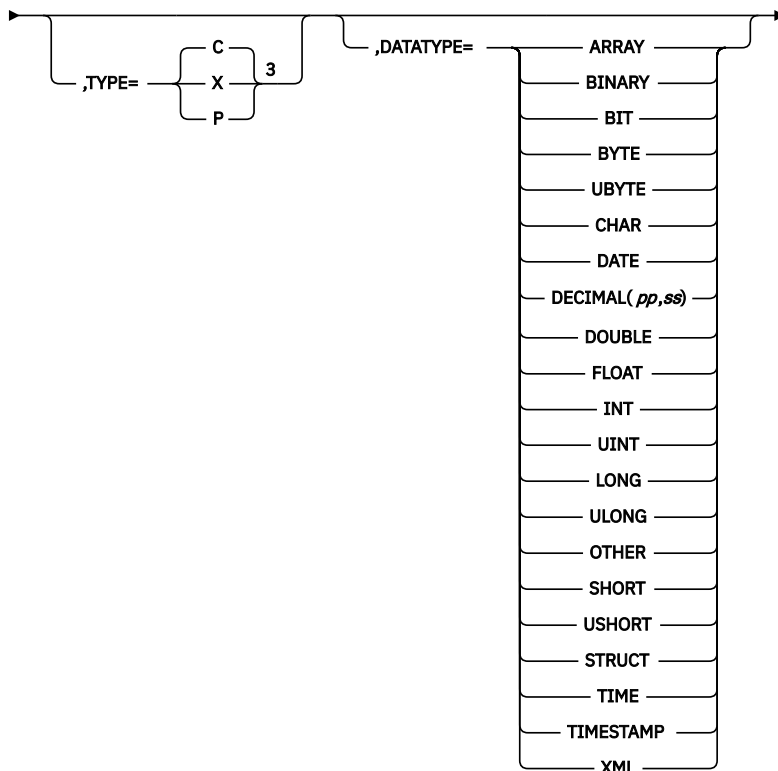 C
,TYPE= X 3
P
,DATATYPE= ARRAY
BINARY
BIT
BYTE
UBYTE
CHAR
DATE
DECIMAL( pp,ss)
DOUBLE
FLOAT
INT
UINT
LONG
ULONG
OTHER
SHORT
USHORT
STRUCT
TIME
TIMESTAMP
XML